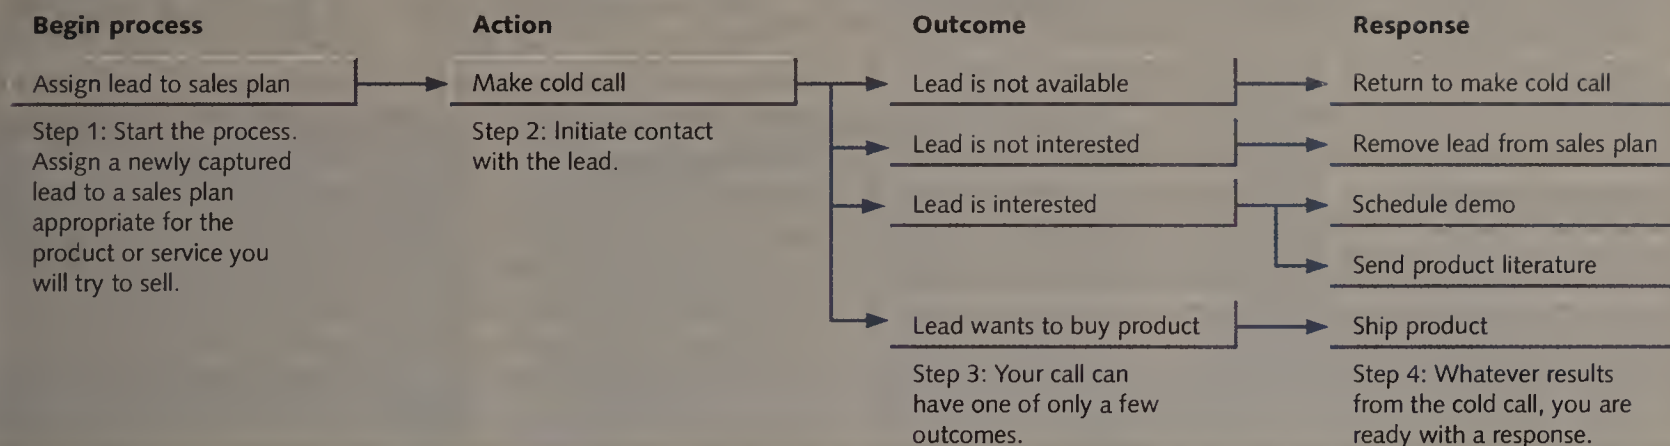 Begin process
Action
Outcome
Response
Assign lead to sales plan
Make cold call
Lead is not available
Return to make cold call
Step 1: Start the process.
Assign a newly captured
lead to a sales plan
appropriate for the
product or service you
will try to sell.
Step 2: Initiate contact
with the lead.
Lead is not interested
Remove lead from sales plan
Lead is interested
Schedule demo
Send product literature
Lead wants to buy product
Ship product
Step 3: Your call can
have one of only a few
outcomes.
Step 4: Whatever results
from the cold call, you are
ready with a response.